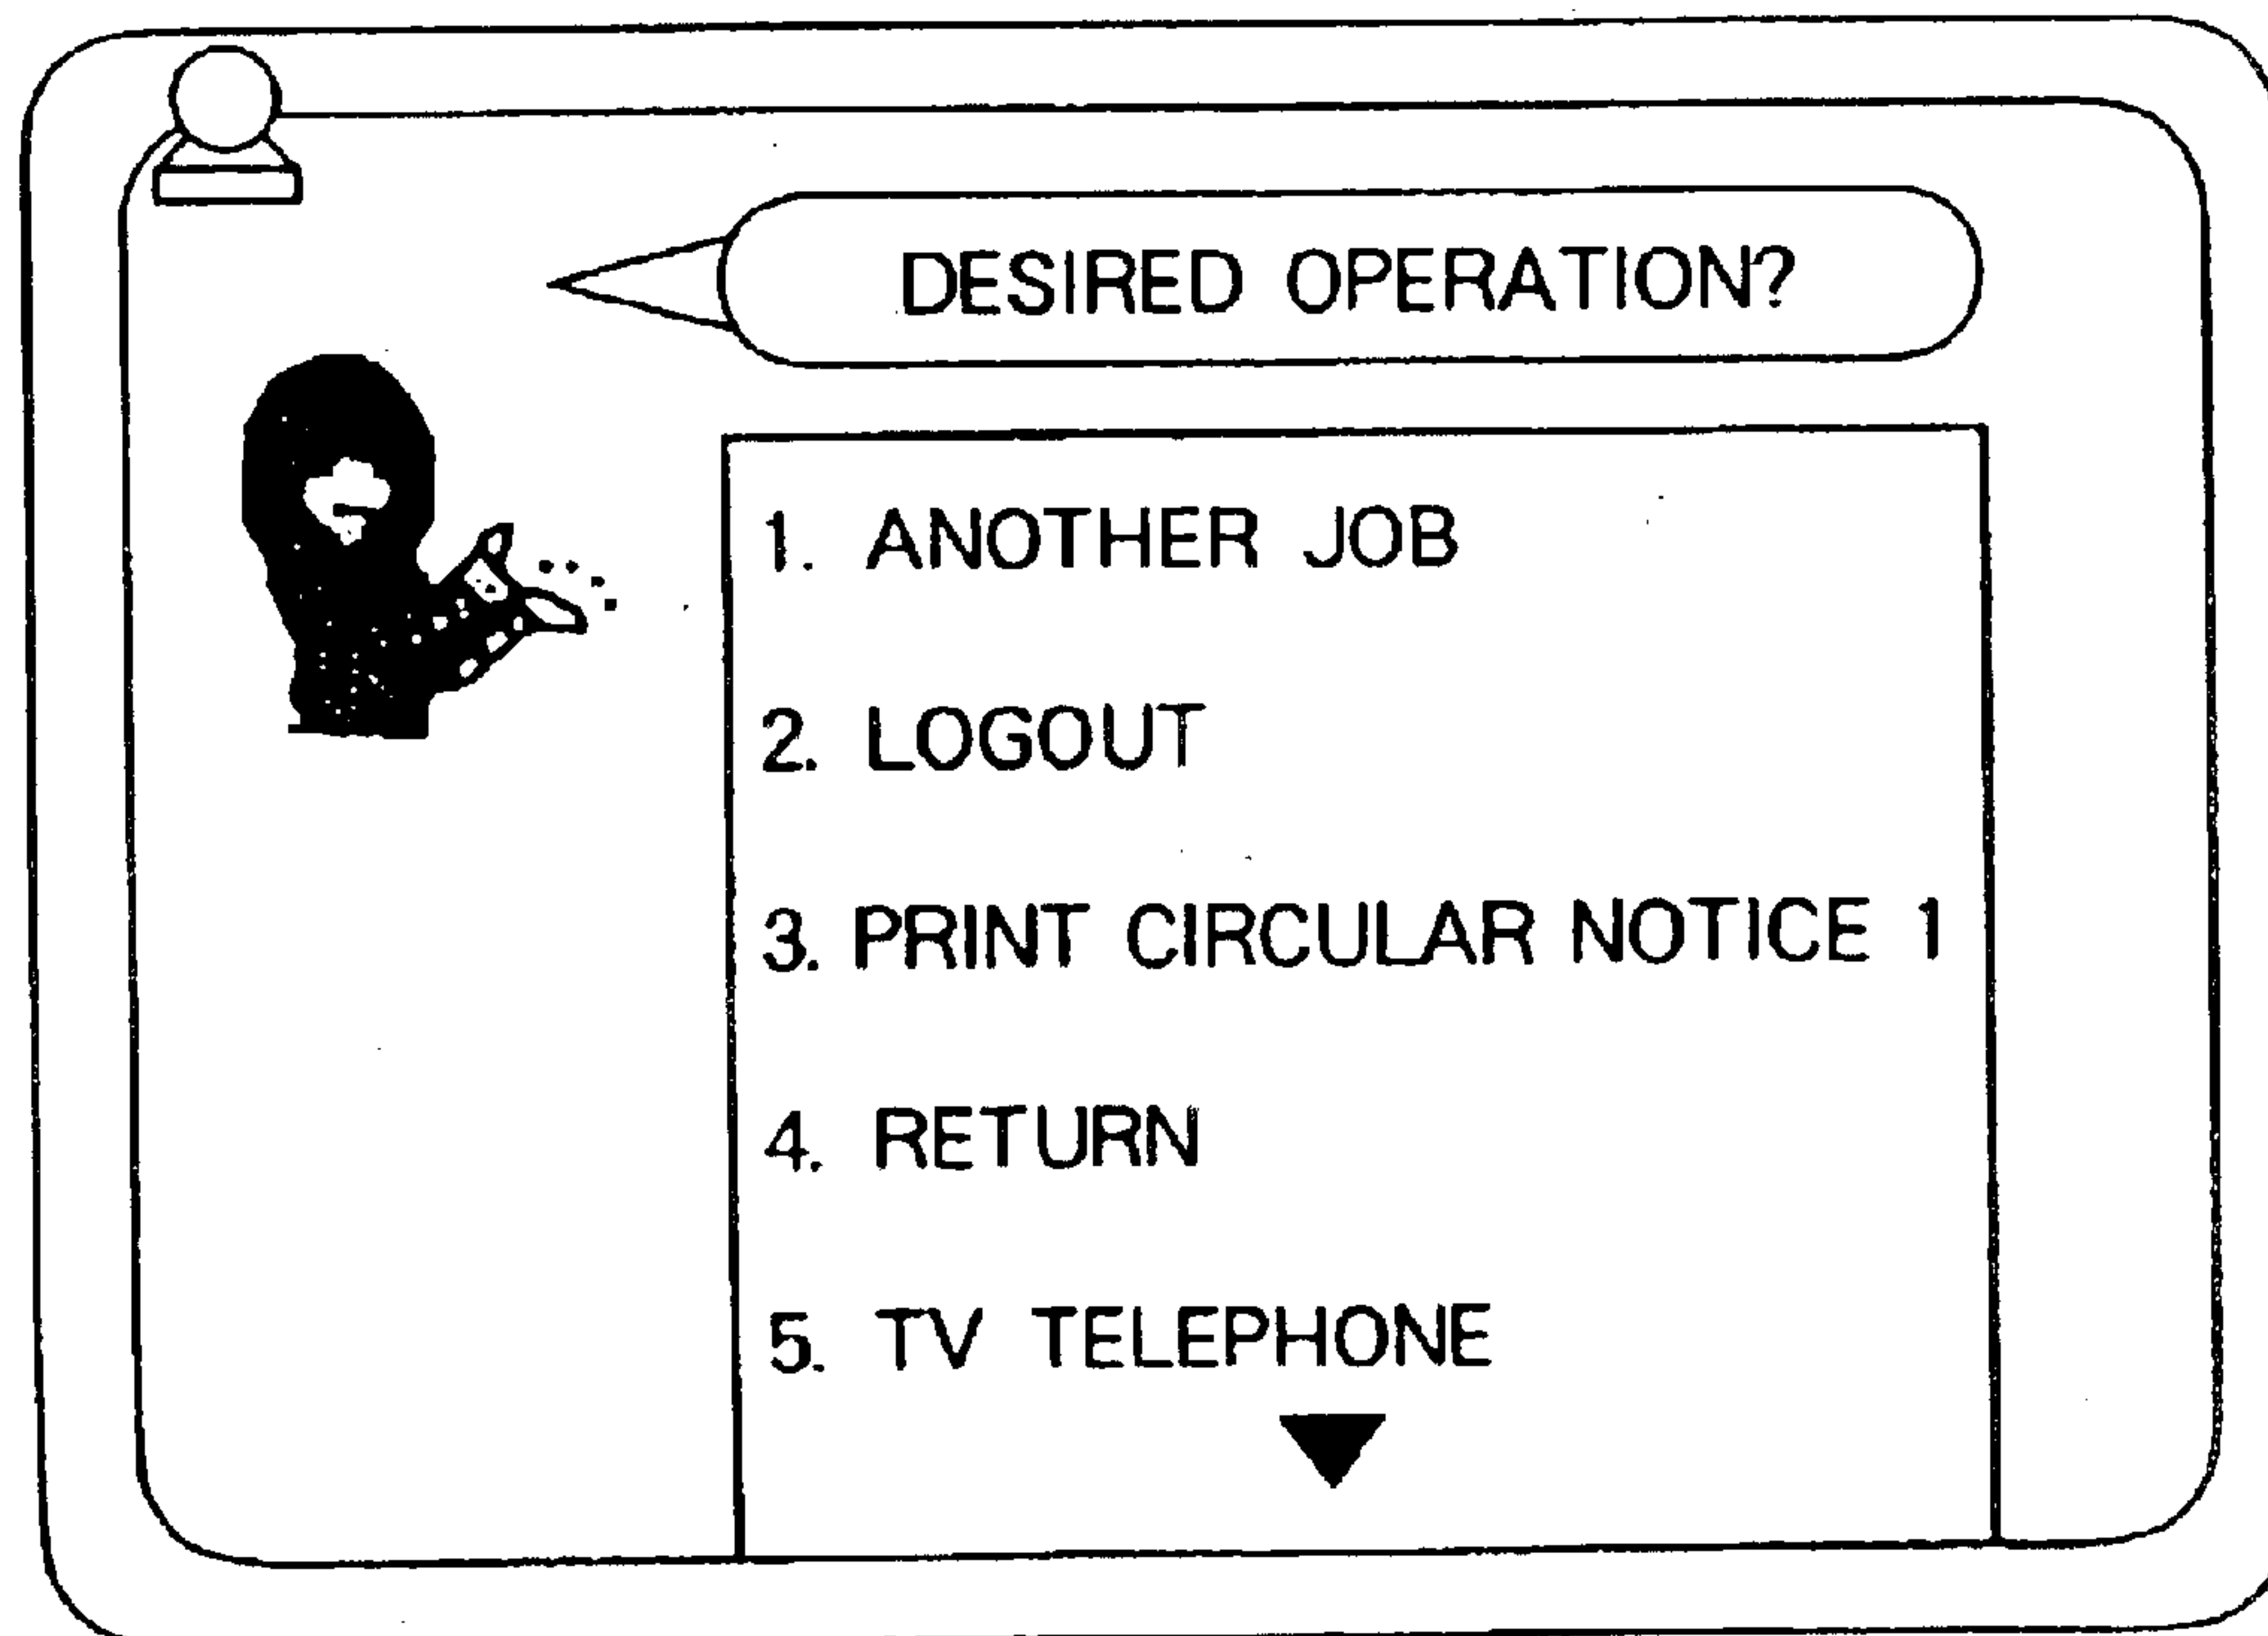 DESIRED OPERATION?
1. ANOTHER JOB
2. LOGOUT
3. PRINT CIRCULAR NOTICE 1
4. RETURN
5. TV TELEPHONE